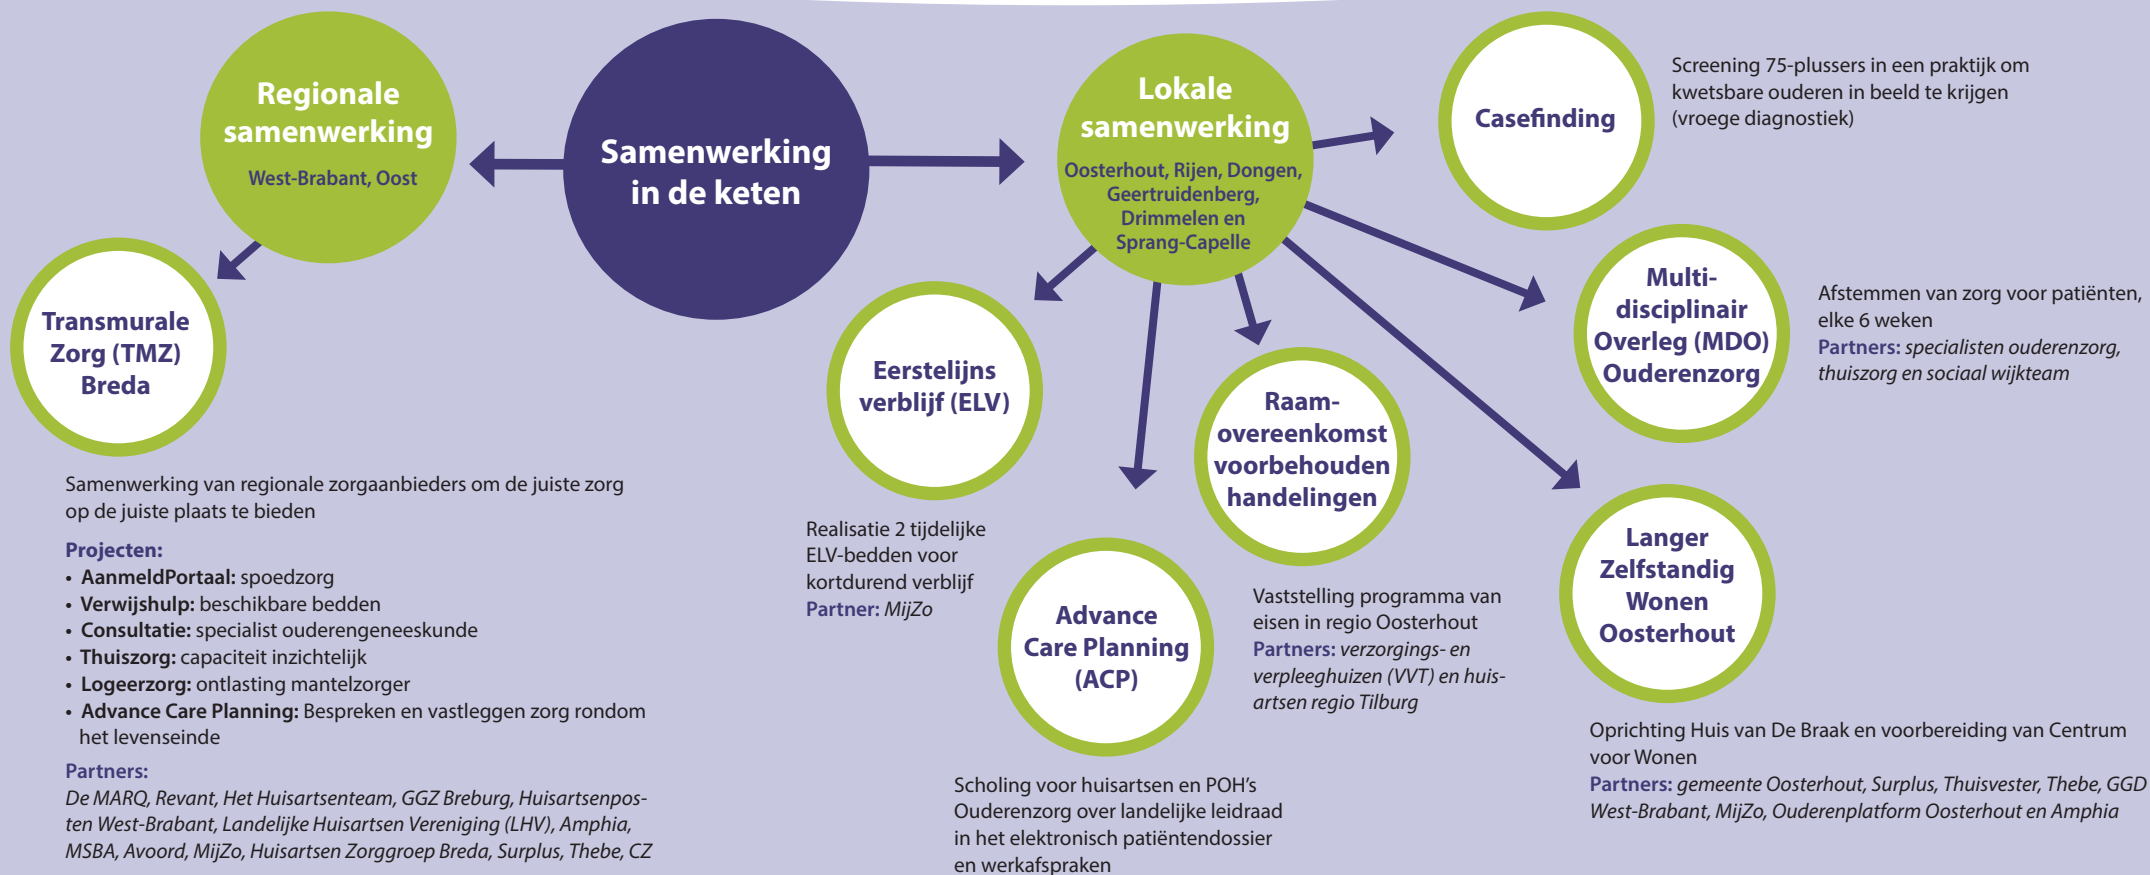 Samenwerking
in de keten
Regionale
samenwerking
West-Brabant, Oost
Transmurale
Zorg (TMZ)
Breda
Samenwerking van regionale zorgaanbieders om de juiste zorg
op de juiste plaats te bieden
Projecten:
• AanmeldPortaal: spoedzorg
• Verwijshulp: beschikbare bedden
• Consultatie: specialist ouderengeneeskunde
• Thuiszorg: capaciteit inzichtelijk
• Logeerzorg: ontlasting mantelzorger
• Advance Care Planning: Bespreken en vastleggen zorg rondom
het levenseinde
Partners:
De MARQ, Revant, Het Huisartsenteam, GGZ Breburg, Huisartsenpos-
ten West-Brabant, Landelijke Huisartsen Vereniging (LHV), Amphia,
MSBA, Avoord, MijZo, Huisartsen Zorggroep Breda, Surplus, Thebe, CZ
Lokale
samenwerking
Oosterhout, Rijen, Dongen,
Geertruidenberg,
Drimmelen en
Sprang-Capelle
Eerstelijns
verblijf (ELV)
Realisatie 2 tijdelijke
ELV-bedden voor
kortdurend verblijf
Partner: MijZo
Advance
Care Planning
(ACP)
Scholing voor huisartsen en POH's
Ouderenzorg over landelijke leidraad
in het elektronisch patiëntendossier
en werkafspraken
Raam-
overeenkomst
voorbehouden
handelingen
Vaststelling programma van
eisen in regio Oosterhout
Partners: verzorgings- en
verpleeghuizen (VVT) en huis-
artsen regio Tilburg
Casefinding
Screening 75-plussers in een praktijk om
kwetsbare ouderen in beeld te krijgen
(vroege diagnostiek)
Multi-
disciplinair
Overleg (MDO)
Ouderenzorg
Afstemmen van zorg voor patiënten,
elke 6 weken
Partners: specialisten ouderenzorg,
thuiszorg en sociaal wijkteam
Langer
Zelfstandig
Wonen
Oosterhout
Oprichting Huis van De Braak en voorbereiding van Centrum
voor Wonen
Partners: gemeente Oosterhout, Surplus, Thuisvester, Thebe, GGD
West-Brabant, MijZo, Ouderenplatform Oosterhout en Amphia